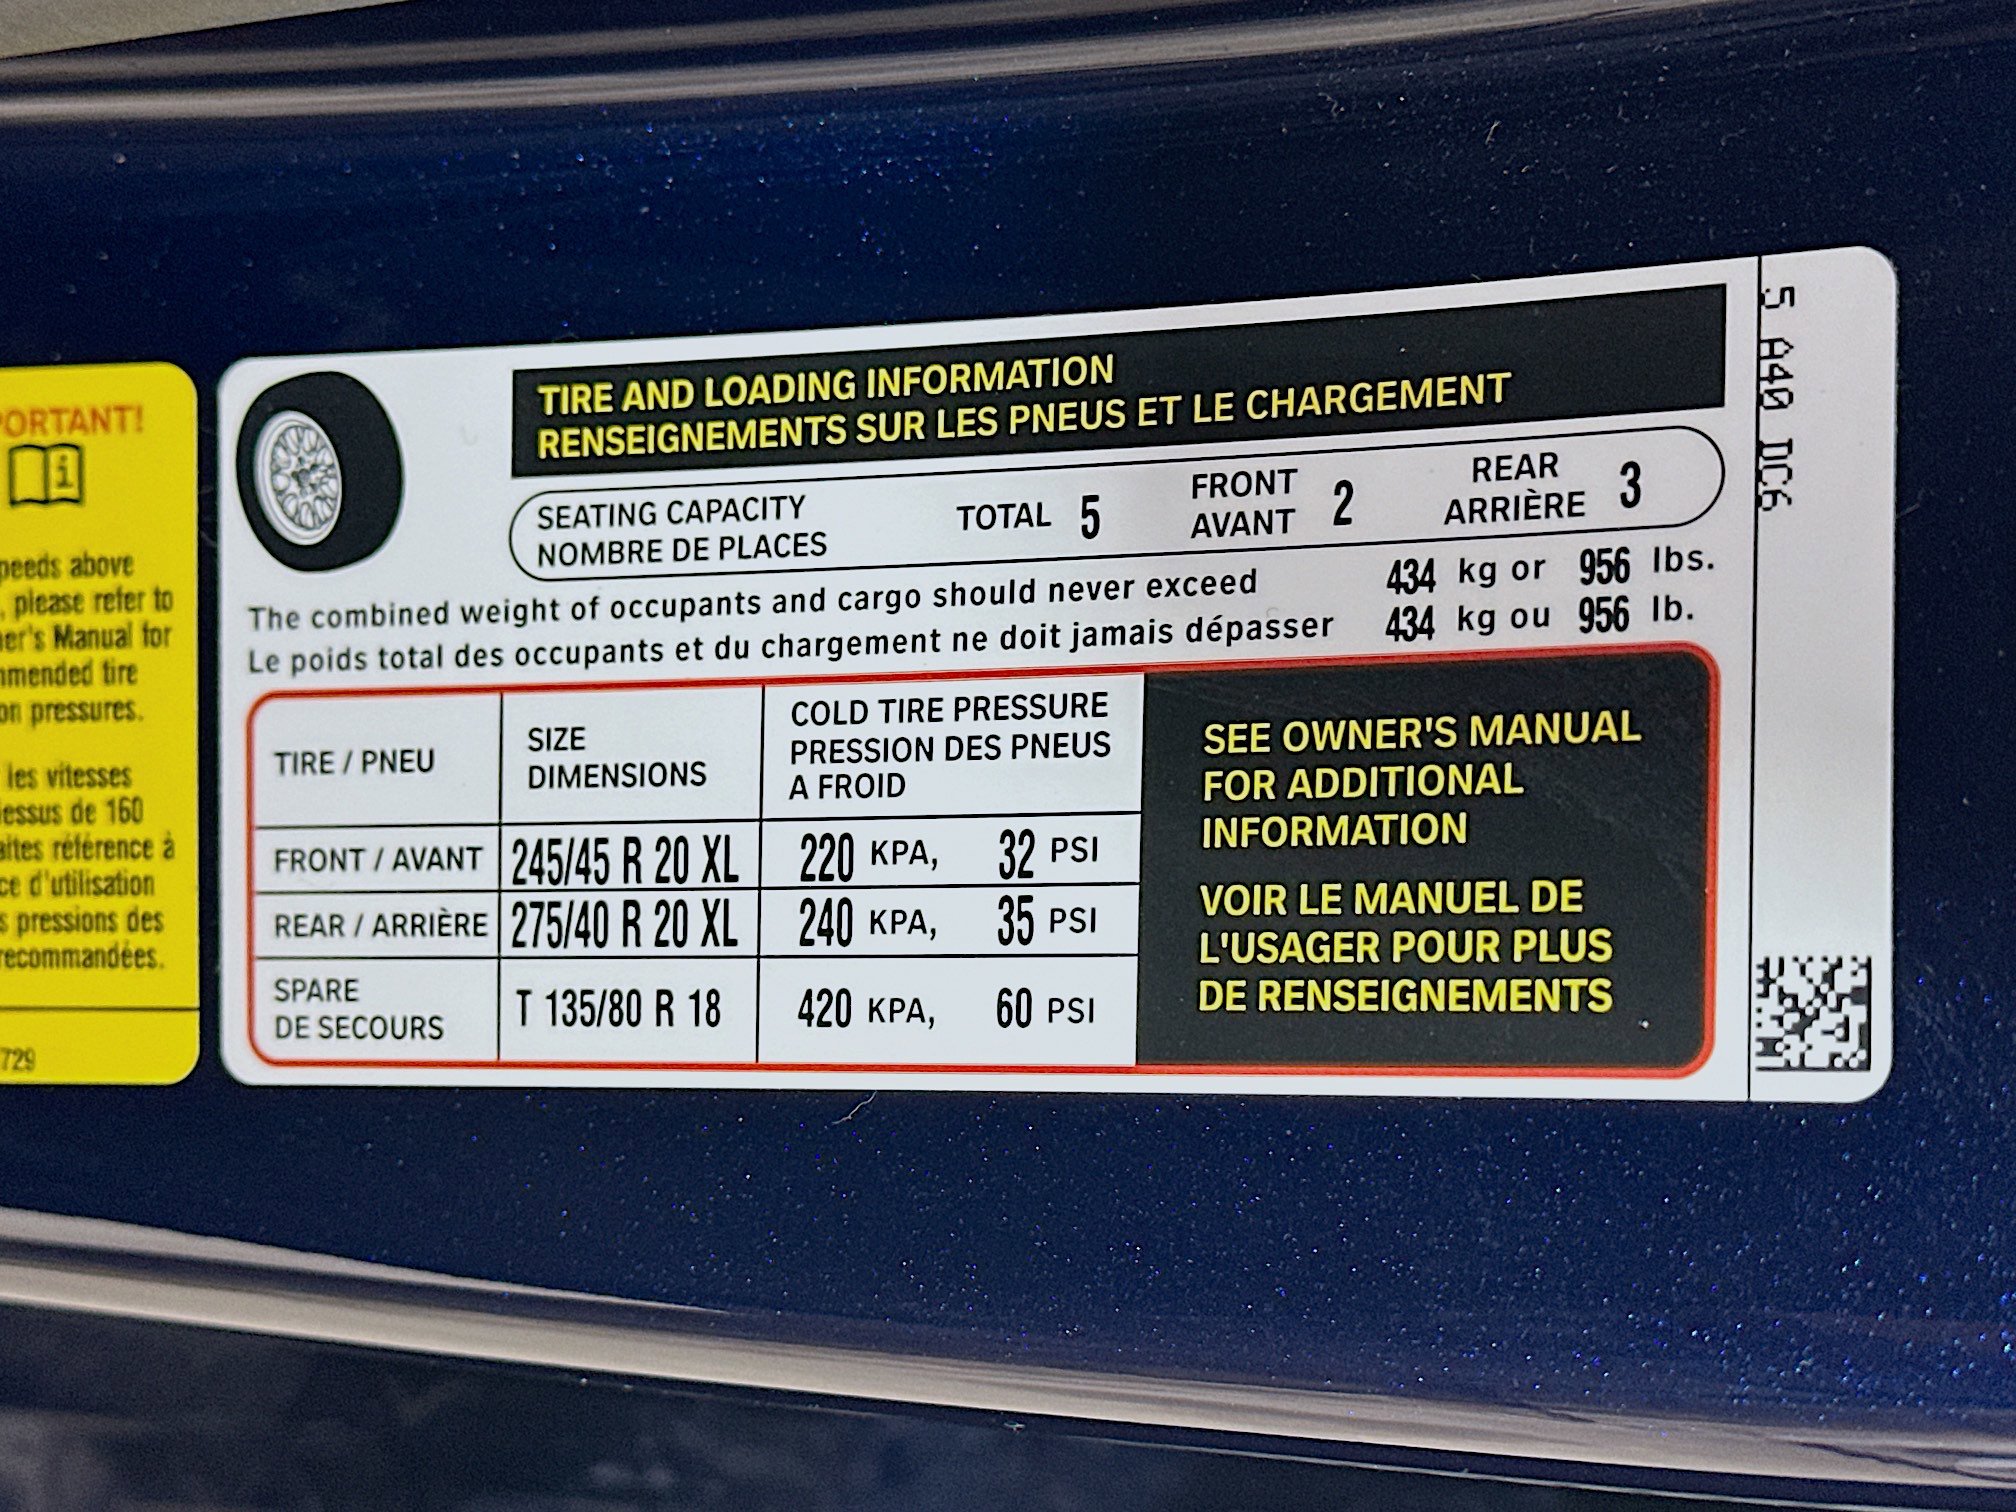 PORTANT!
i
peeds above
, please refer to
er's Manual for
mmended tire
on pressures.
les vitesses
essus de 160
aites référence à
ce d'utilisation
s pressions des
recommandées.
729
TIRE AND LOADING INFORMATION
RENSEIGNEMENTS SUR LES PNEUS ET LE CHARGEMENT
SEATING CAPACITY
NOMBRE DE PLACES
TOTAL 5
FRONT
AVANT 2
REAR
ARRIÈRE 3
The combined weight of occupants and cargo should never exceed 434 kg or 956 lbs.
Le poids total des occupants et du chargement ne doit jamais dépasser 434 kg ou 956 lb.
TIRE / PNEU
SIZE
DIMENSIONS
COLD TIRE PRESSURE
PRESSION DES PNEUS
A FROID
FRONT / AVANT 245/45 R 20 XL 220 KPA, 32 PSI
REAR / ARRIÈRE 275/40 R 20 XL 240 KPA, 35 PSI
SPARE
DE SECOURS
T 135/80 R 18 420 KPA, 60 PSI
SEE OWNER'S MANUAL
FOR ADDITIONAL
INFORMATION
VOIR LE MANUEL DE
L'USAGER POUR PLUS
DE RENSEIGNEMENTS
5 A40 DC6